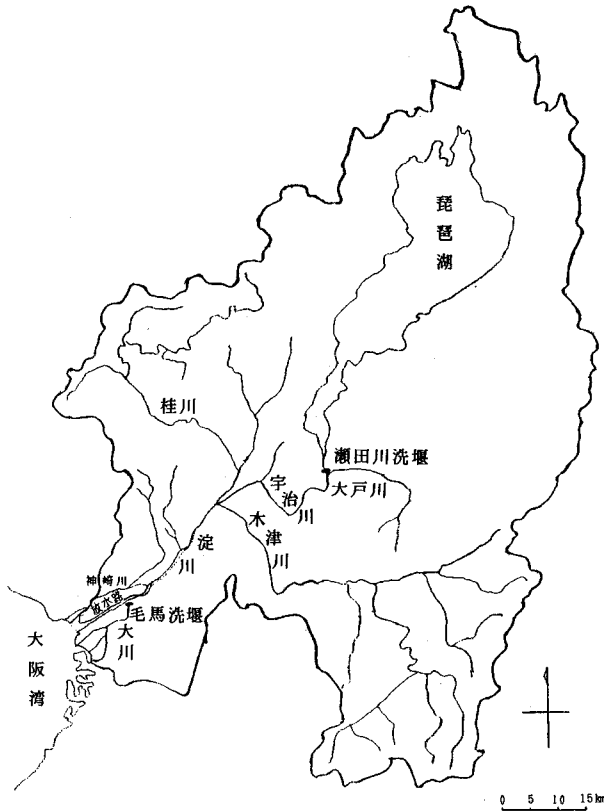 琵琶湖
桂川
瀬田川洗堰
宇治川
大戸川
木津川
淀川
神崎川
放水路
毛馬洗堰
大川
大阪湾
0 5 10 15km